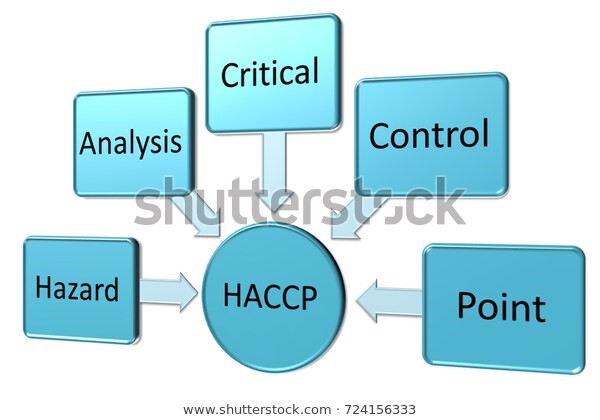 Hazard
Analysis
Critical
Control
Point
HACCP
shutterstock
www.shutterstock.com • 724156333